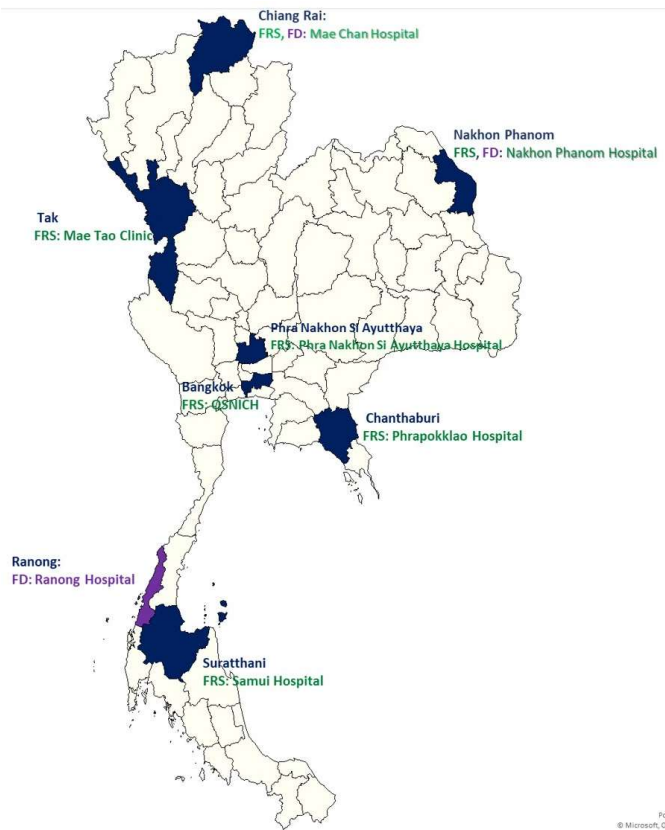 Chiang Rai:
FRS, FD: Mae Chan Hospital
Nakhon Phanom
FRS, FD: Nakhon Phanom Hospital
Tak
FRS: Mae Tao Clinic
Phra Nakhon Si Ayutthaya
FRS: Phra Nakhon Si Ayutthaya Hospital
Bangkok
FRS: QSNICH
Chanthaburi
FRS: Phrapokklao Hospital
Ranong:
FD: Ranong Hospital
Suratthani
FRS: Samui Hospital
© Microsoft,